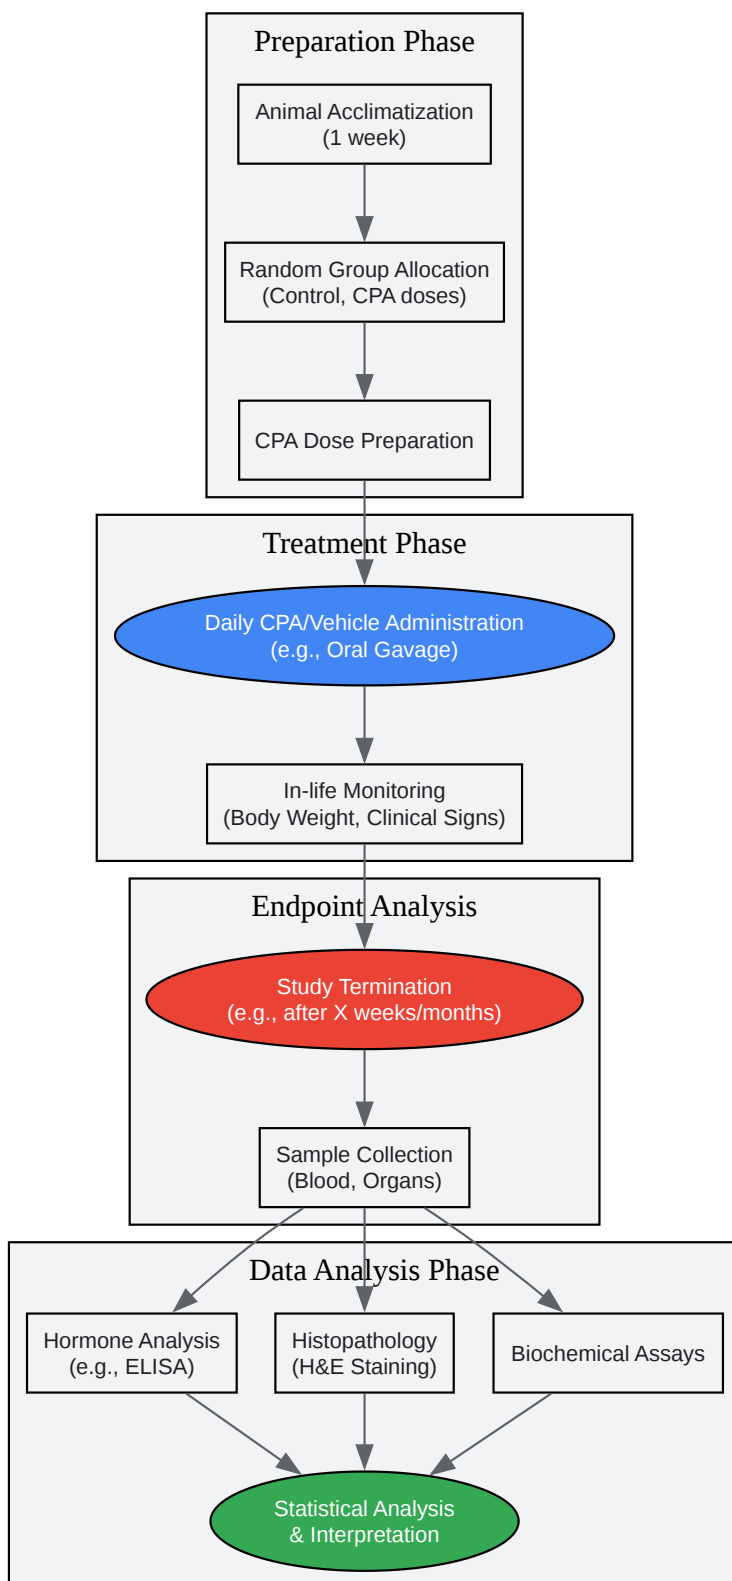 Preparation Phase
Animal Acclimatization
(1 week)
Random Group Allocation
(Control, CPA doses)
CPA Dose Preparation
Treatment Phase
Daily CPA/Vehicle Administration
(e.g., Oral Gavage)
In-life Monitoring
(Body Weight, Clinical Signs)
Endpoint Analysis
Study Termination
(e.g., after X weeks/months)
Sample Collection
(Blood, Organs)
Data Analysis Phase
Hormone Analysis
(e.g., ELISA)
Histopathology
(H&E Staining)
Biochemical Assays
Statistical Analysis
& Interpretation